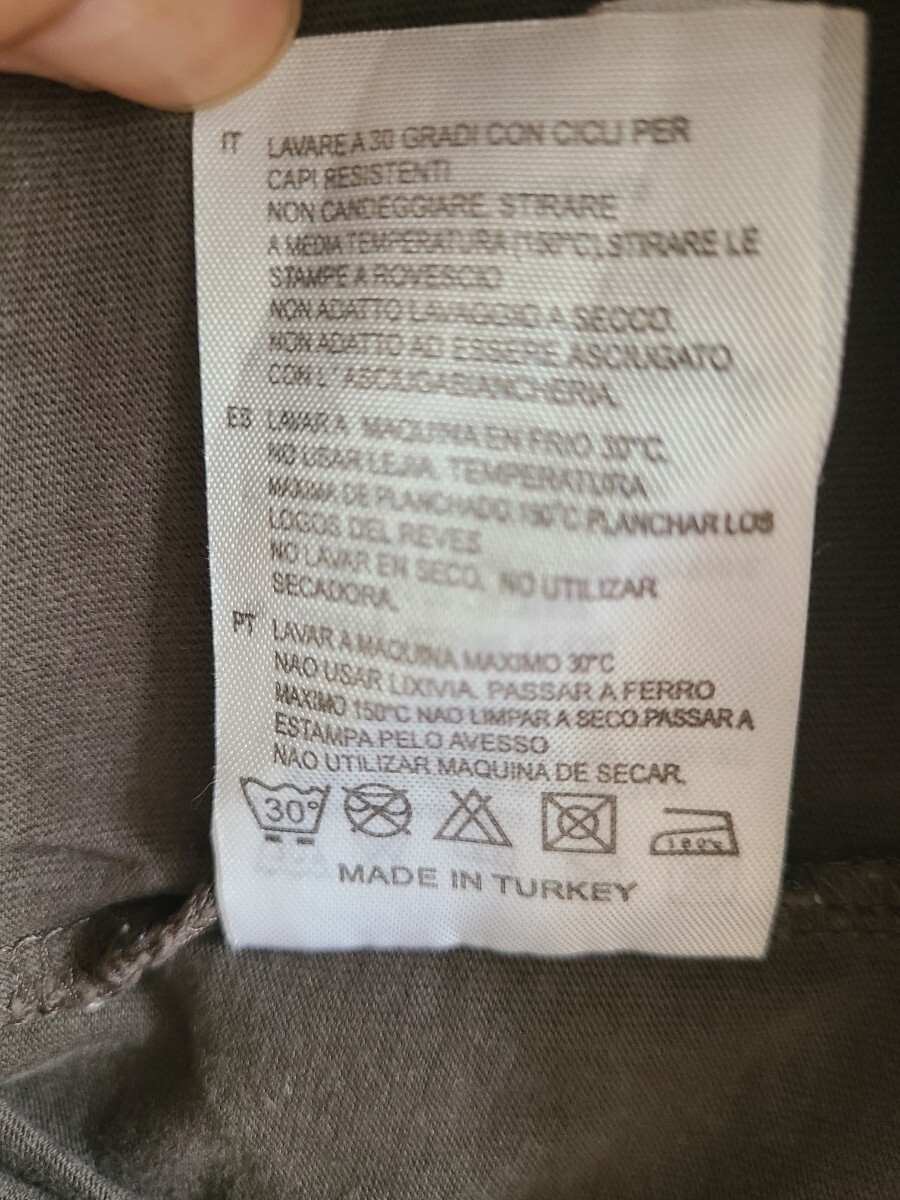 IT LAVARE A 30 GRADI CON CICLI PER
CAPI RESISTENTI
NON CANDEGGIARE. STIRARE
A MEDIA TEMPERATURA (150°C), STIRARE LE
STAMPE A ROVESCIO
NON ADATTO LAVAGGIO A SECCO.
NON ADATTO AD ESSERE ASCIUGATO
CON L'ASCIUGABIANCHERIA.
ES LAVAR A MAQUINA EN FRIO 30°C.
NO USAR LEJIA. TEMPERATURA
MAXIMA DE PLANCHADO 150°C PLANCHAR LOS
LOGOS DEL REVES
NO LAVAR EN SECO. NO UTILIZAR
SECADORA.
PT LAVAR A MAQUINA MAXIMO 30°C
NAO USAR LIXIVIA. PASSAR A FERRO
MAXIMO 150°C NAO LIMPAR A SECO.PASSAR A
ESTAMPA PELO AVESSO
NAO UTILIZAR MAQUINA DE SECAR.
30°
MADE IN TURKEY